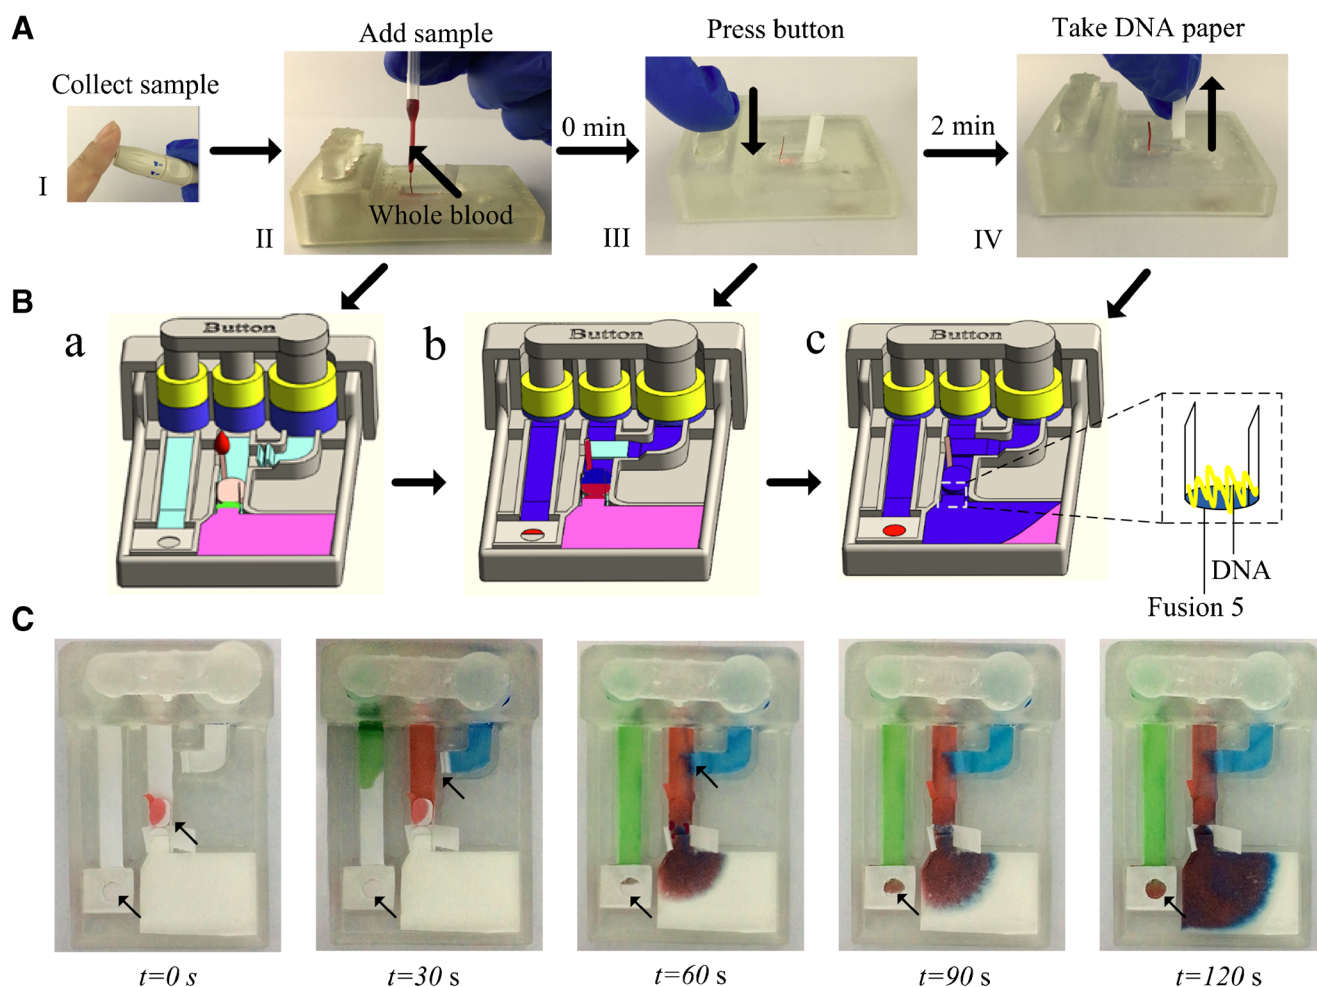 A
Collect sample
Add sample
Press button
Take DNA paper
0 min
2 min
Whole blood
I
II
III
IV
B
a
Button
b
Button
c
Button
DNA
Fusion 5
C
t=0 s
t=30 s
t=60 s
t=90 s
t=120 s